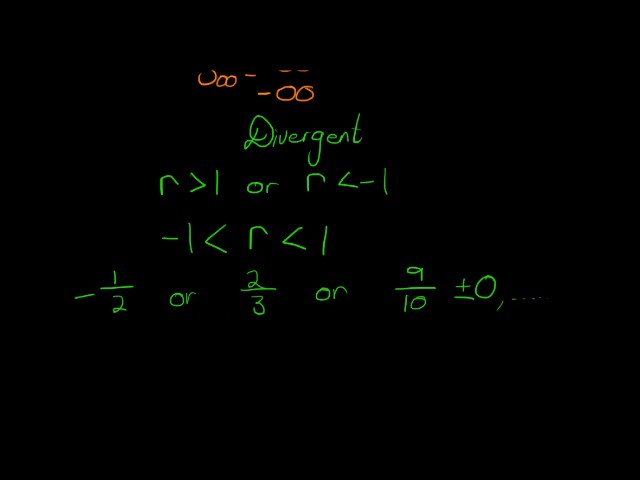 - ∞
Divergent
r > 1 or r < -1
-1 < r < 1
- 1/2 or 2/3 or 9/10 ±0,.....